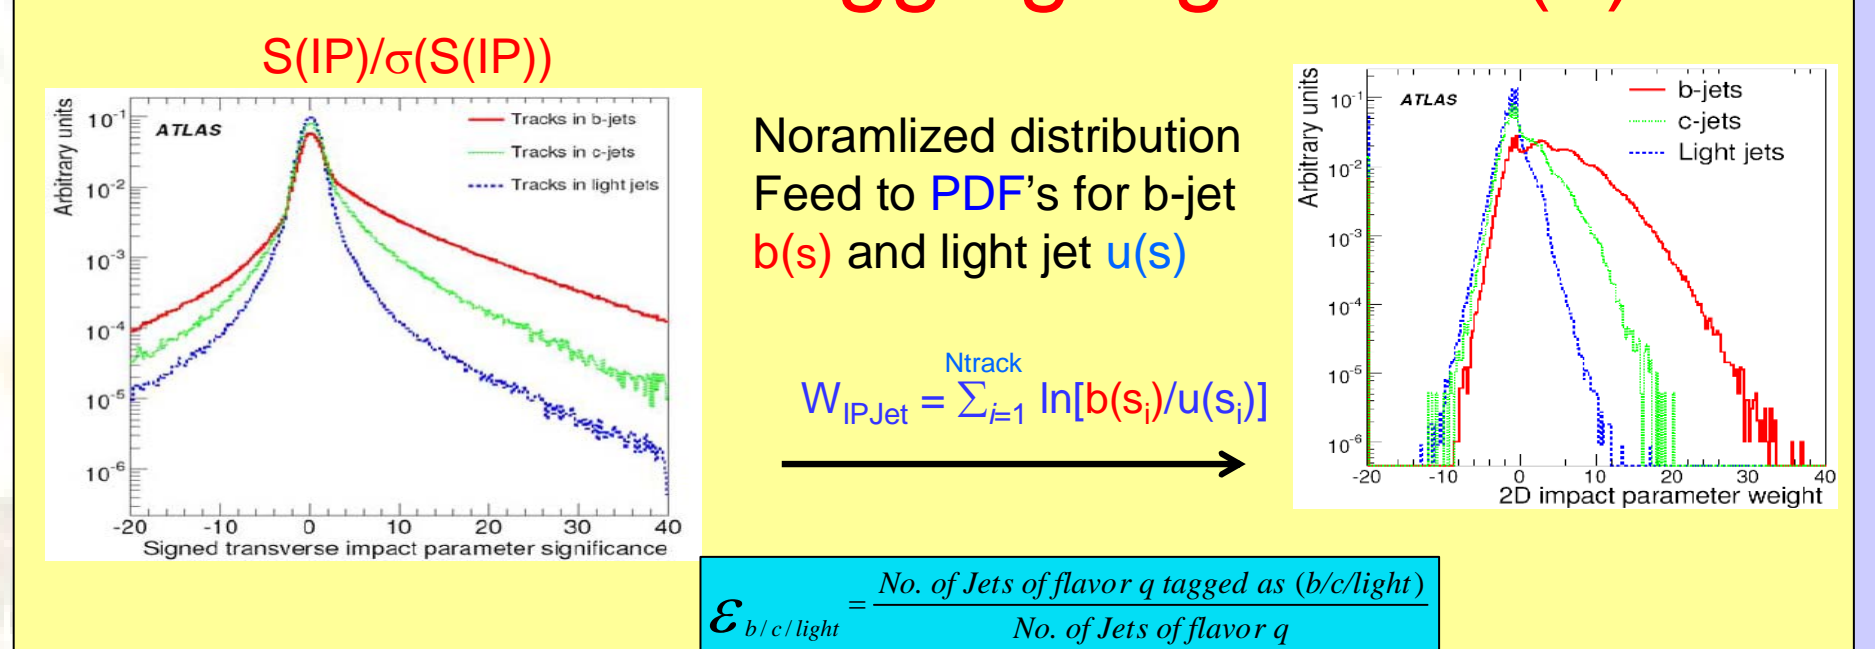 S(IP)/σ(S(IP))
Arbitrary units
ATLAS
Tracks in b-jets
Tracks in c-jets
Tracks in light jets
10⁻¹
10⁻²
10⁻³
10⁻⁴
10⁻⁵
10⁻⁶
-20 -10 0 10 20 30 40
Signed transverse impact parameter significance
Noramlized distribution
Feed to PDF's for b-jet
b(s) and light jet u(s)
Ntrack
W_IPJet = ∑_i=1 ln[b(s_i)/u(s_i)]
Arbitrary units
ATLAS
b-jets
c-jets
Light jets
10⁻¹
10⁻²
10⁻³
10⁻⁴
10⁻⁵
10⁻⁶
-20 -10 0 10 20 30 40
2D impact parameter weight
No. of Jets of flavor q tagged as (b/c/light)
ε_b/c/light =
No. of Jets of flavor q